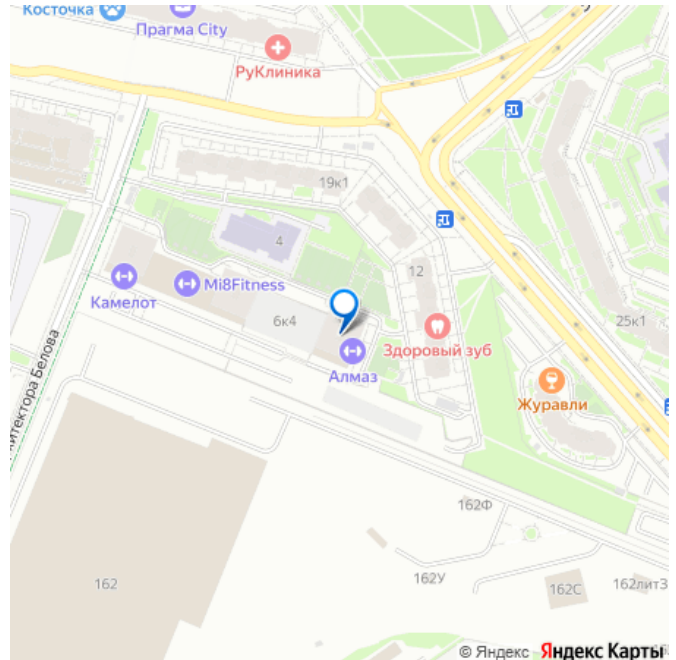 Косточка
Прагма City
РуКлиника
19к1
4
12
Mi8Fitness
Камелот
6к4
25к1
Здоровый зуб
Алмаз
Журавли
Белова
162Ф
162У
162
162С
162литЗ
© Яндекс Яндекс Карты